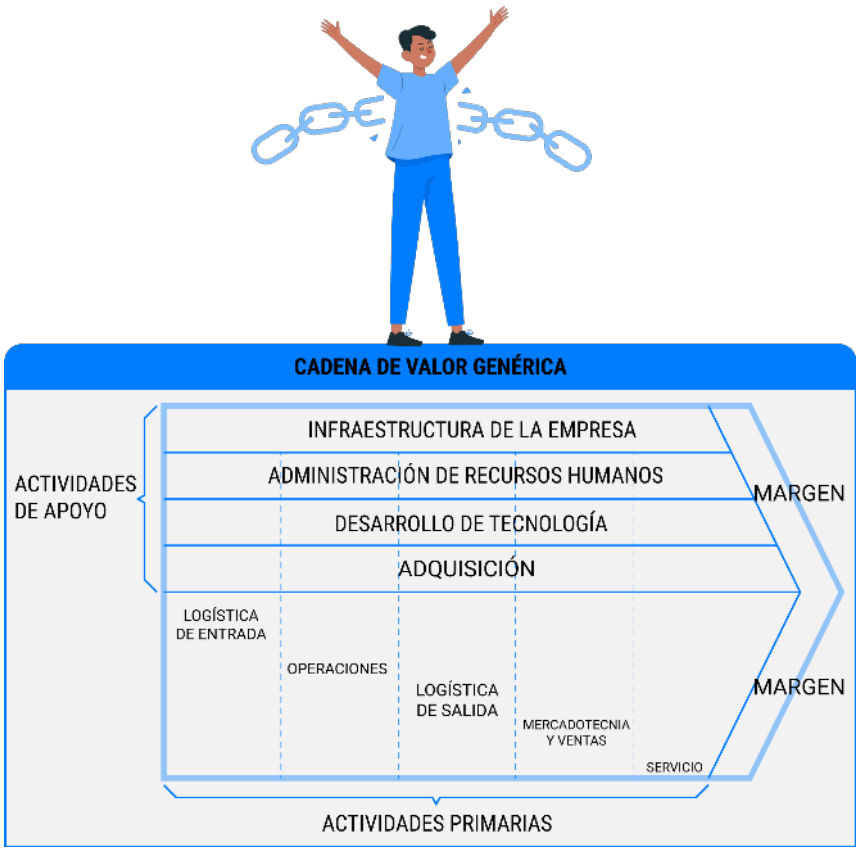 CADENA DE VALOR GENÉRICA
ACTIVIDADES
DE APOYO
INFRAESTRUCTURA DE LA EMPRESA
ADMINISTRACIÓN DE RECURSOS HUMANOS
DESARROLLO DE TECNOLOGÍA
ADQUISICIÓN
MARGEN
LOGÍSTICA
DE ENTRADA
OPERACIONES
LOGÍSTICA
DE SALIDA
MERCADOTECNIA
Y VENTAS
SERVICIO
MARGEN
ACTIVIDADES PRIMARIAS